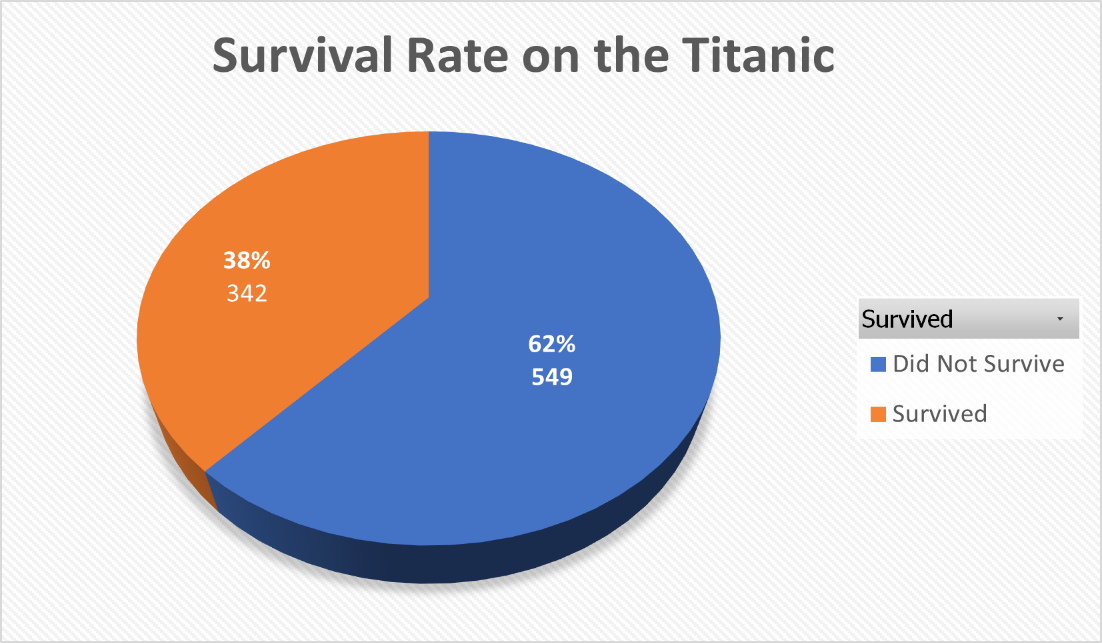 Survival Rate on the Titanic
38%
342
62%
549
Survived
Did Not Survive
Survived